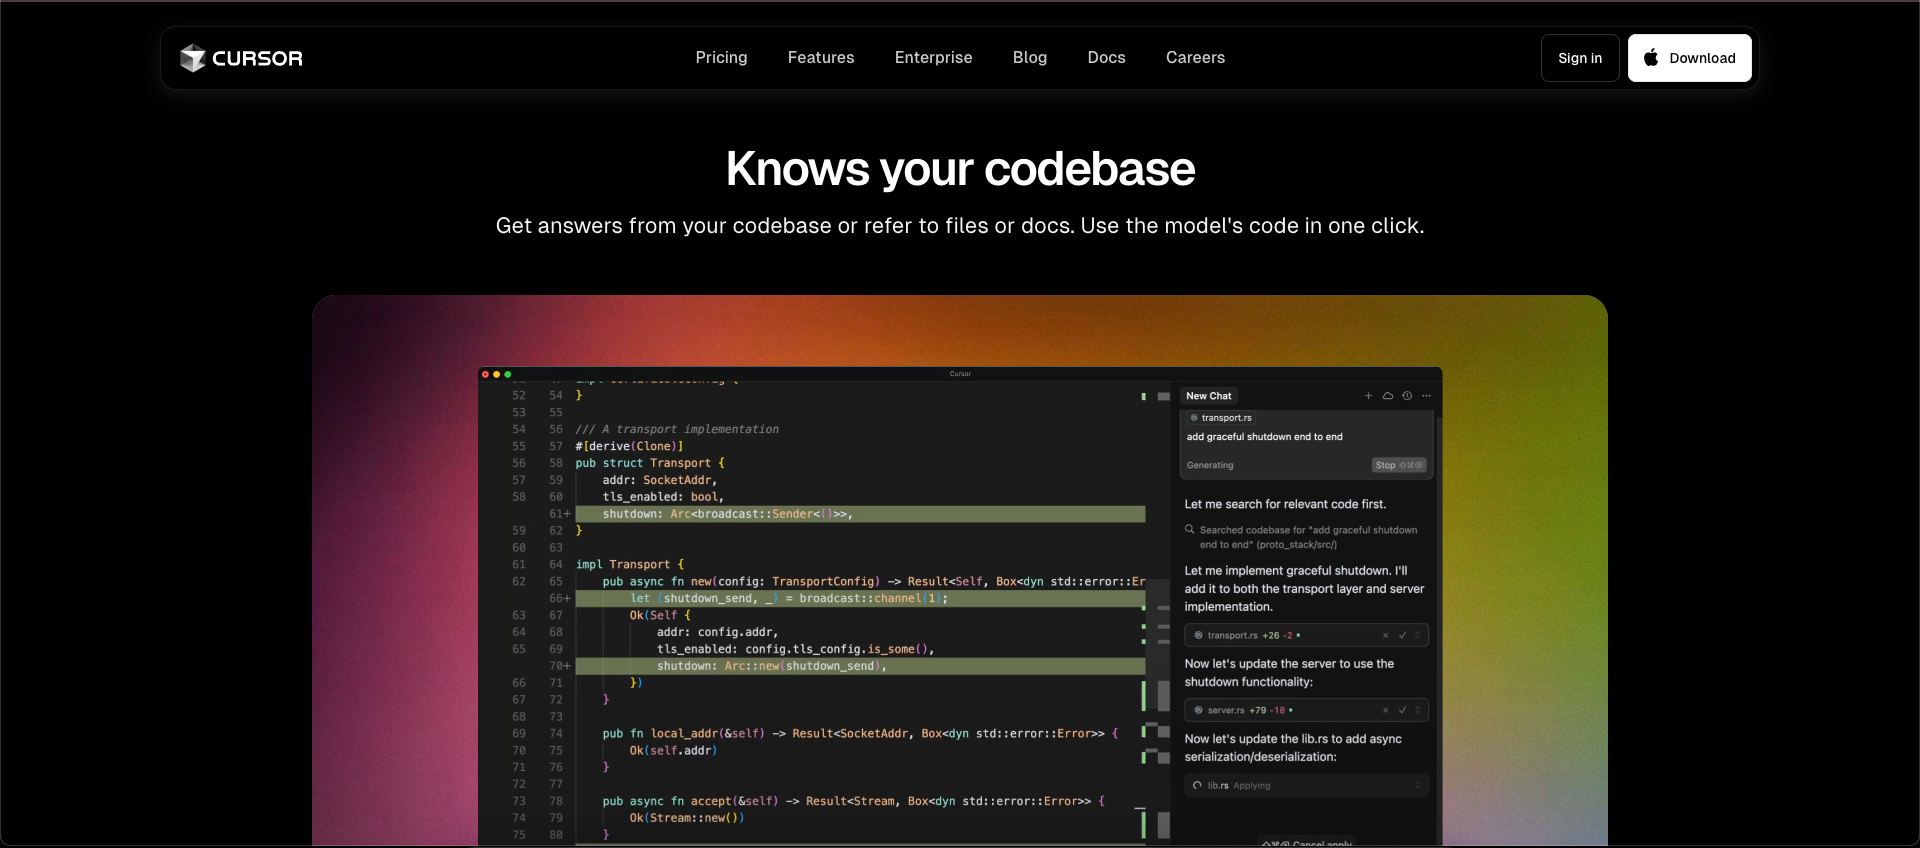 CURSOR
Pricing
Features
Enterprise
Blog
Docs
Careers
Sign in
Download
Knows your codebase
Get answers from your codebase or refer to files or docs. Use the model's code in one click.
Cursor
52 54 }
53 55
54 56 /// A transport implementation
55 57 #[derive(Clone)]
56 58 pub struct Transport {
57 59 addr: SocketAddr,
58 60 tls_enabled: bool,
61+ shutdown: Arc<broadcast::Sender<()>>,
59 62 }
60 63
61 64 impl Transport {
62 65 pub async fn new(config: TransportConfig) -> Result<Self, Box<dyn std::error::Er
66+ let (shutdown_send, _) = broadcast::channel(1);
63 67 Ok(Self {
64 68 addr: config.addr,
65 69 tls_enabled: config.tls_config.is_some(),
70+ shutdown: Arc::new(shutdown_send),
66 71 })
67 72 }
68 73
69 74 pub fn local_addr(&self) -> Result<SocketAddr, Box<dyn std::error::Error>> {
70 75 Ok(self.addr)
71 76 }
72 77
73 78 pub async fn accept(&self) -> Result<Stream, Box<dyn std::error::Error>> {
74 79 Ok(Stream::new())
75 80 }
New Chat
transport.rs
add graceful shutdown end to end
Generating
Stop ⇧⌘⌫
Let me search for relevant code first.
Searched codebase for "add graceful shutdown
end to end" (proto_stack/src/)
Let me implement graceful shutdown. I'll
add it to both the transport layer and server
implementation.
transport.rs +26 -2
Now let's update the server to use the
shutdown functionality:
server.rs +79 -18
Now let's update the lib.rs to add async
serialization/deserialization:
lib.rs Applying
⇧⌘⌫ Cancel apply